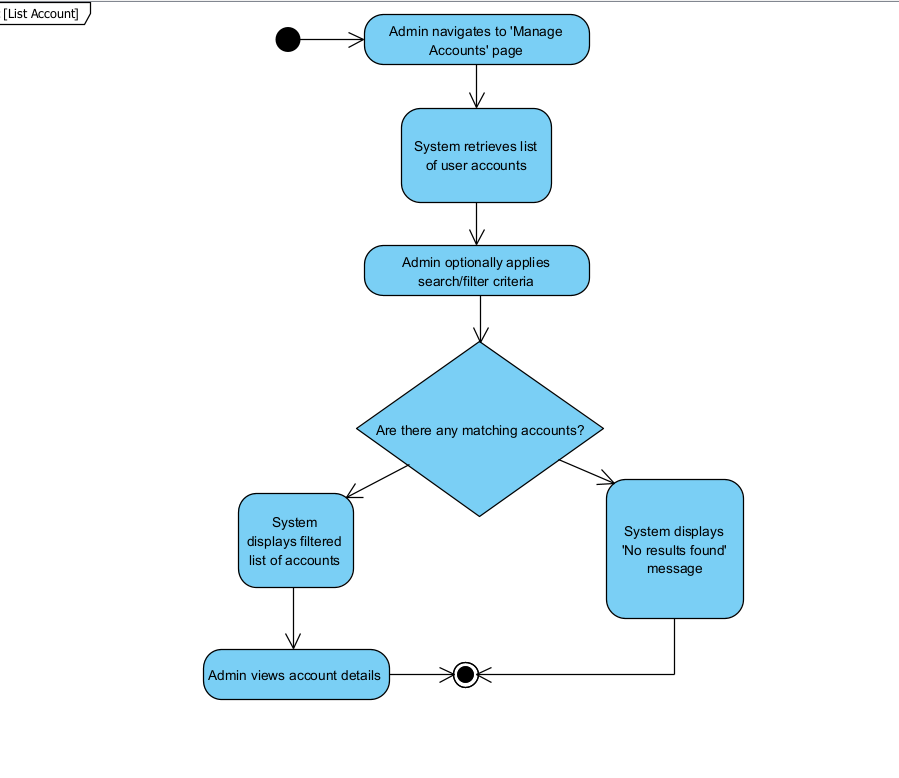 [List Account]
Admin navigates to 'Manage
Accounts' page
System retrieves list
of user accounts
Admin optionally applies
search/filter criteria
Are there any matching accounts?
System
displays filtered
list of accounts
System displays
'No results found'
message
Admin views account details